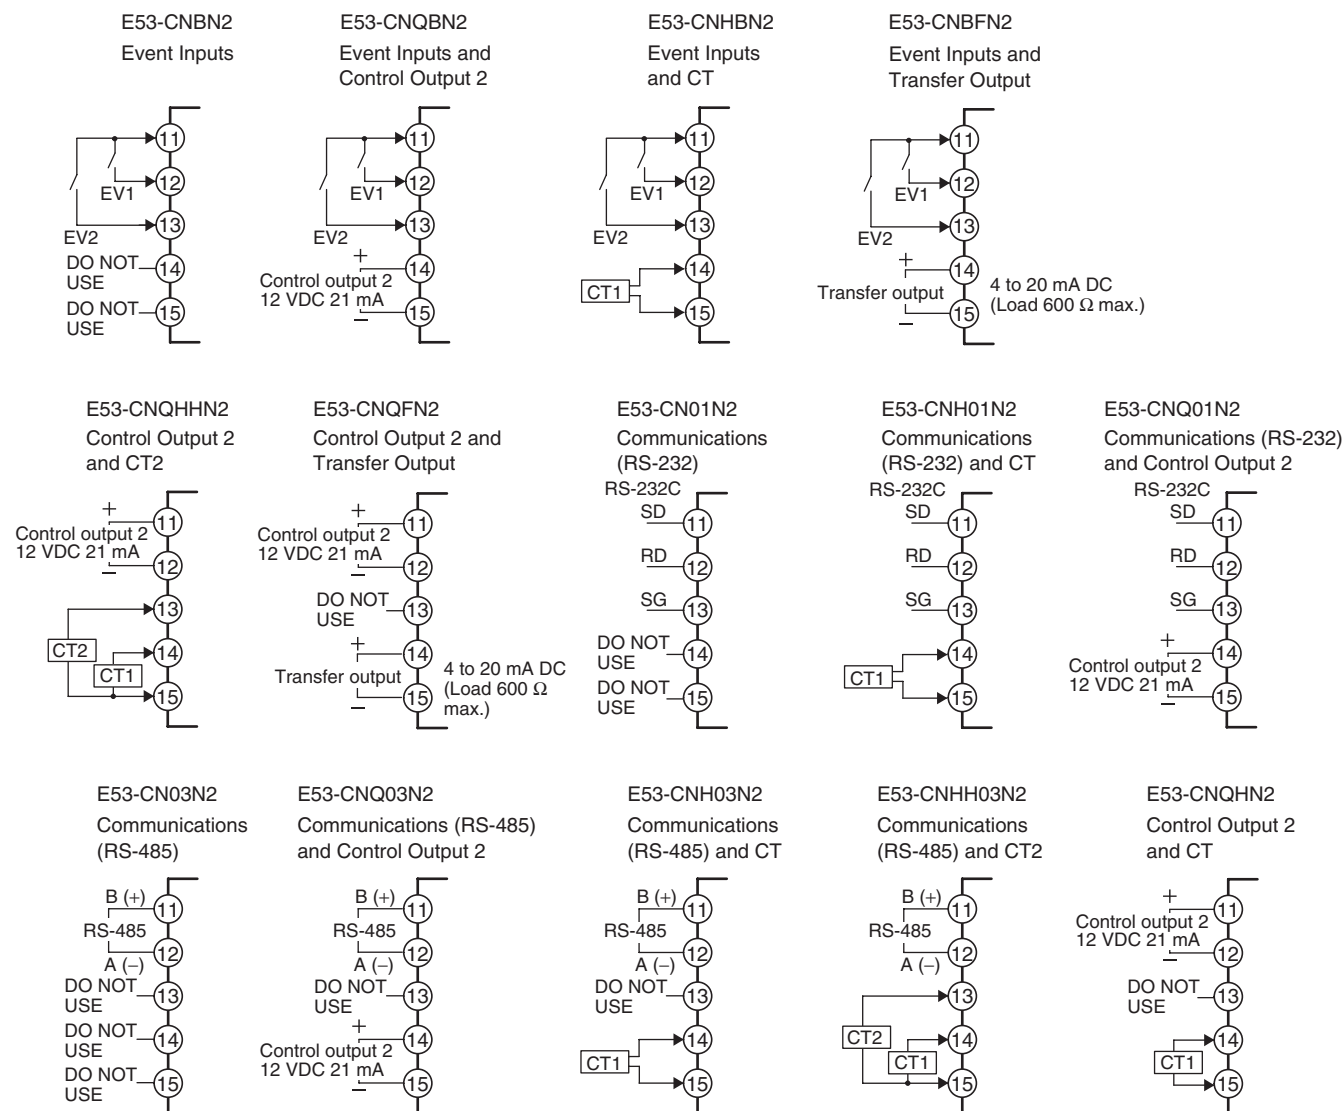 E53-CNBN2
Event Inputs
11
12
EV1
13
EV2
DO NOT
14
USE
DO NOT
15
USE
E53-CNQBN2
Event Inputs and
Control Output 2
11
12
EV1
13
EV2
+
14
Control output 2
12 VDC 21 mA
15
−
E53-CNHBN2
Event Inputs
and CT
11
12
EV1
13
EV2
14
CT1
15
E53-CNBFN2
Event Inputs and
Transfer Output
11
12
EV1
13
EV2
+
14
Transfer output
4 to 20 mA DC
(Load 600 Ω max.)
15
−
E53-CNQHHN2
Control Output 2
and CT2
+
11
Control output 2
12 VDC 21 mA
12
−
13
CT2
14
CT1
15
E53-CNQFN2
Control Output 2 and
Transfer Output
+
11
Control output 2
12 VDC 21 mA
12
−
DO NOT
13
USE
+
14
Transfer output
4 to 20 mA DC
(Load 600 Ω
max.)
15
−
E53-CN01N2
Communications
(RS-232)
RS-232C
SD
11
RD
12
SG
13
DO NOT
14
USE
DO NOT
15
USE
E53-CNH01N2
Communications
(RS-232) and CT
RS-232C
SD
11
RD
12
SG
13
14
CT1
15
E53-CNQ01N2
Communications (RS-232)
and Control Output 2
RS-232C
SD
11
RD
12
SG
13
+
14
Control output 2
12 VDC 21 mA
15
−
E53-CN03N2
Communications
(RS-485)
B (+)
11
RS-485
12
A (−)
DO NOT
13
USE
DO NOT
14
USE
DO NOT
15
USE
E53-CNQ03N2
Communications (RS-485)
and Control Output 2
B (+)
11
RS-485
12
A (−)
DO NOT
13
USE
+
14
Control output 2
12 VDC 21 mA
15
−
E53-CNH03N2
Communications
(RS-485) and CT
B (+)
11
RS-485
12
A (−)
DO NOT
13
USE
14
CT1
15
E53-CNHH03N2
Communications
(RS-485) and CT2
B (+)
11
RS-485
12
A (−)
13
CT2
14
CT1
15
E53-CNQHN2
Control Output 2
and CT
+
11
Control output 2
12 VDC 21 mA
12
−
DO NOT
13
USE
14
CT1
15